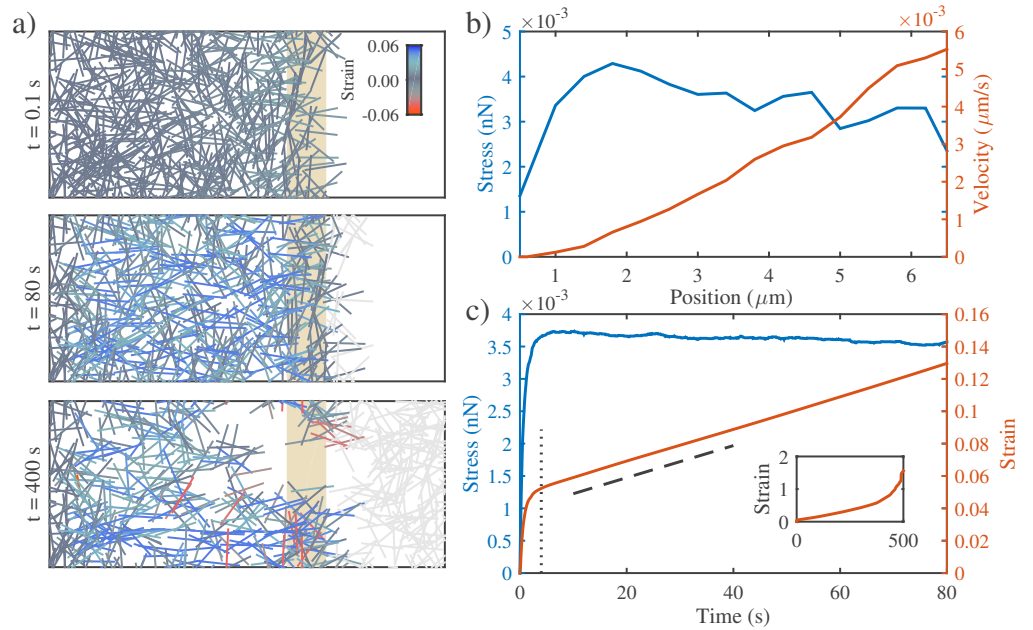 a)
t = 0.1 s
0.06
0.00
-0.06
Strain
t = 80 s
t = 400 s
b)
×10⁻³
×10⁻³
5
4
3
2
1
0
Stress (nN)
6
5
4
3
2
1
0
Velocity (μm/s)
1 2 3 4 5 6
Position (μm)
c)
×10⁻³
4
3.5
3
2.5
2
1.5
1
0.5
0
Stress (nN)
0.16
0.14
0.12
0.10
0.08
0.06
0.04
0.02
0
Strain
2
1
0
Strain
0 500
0 20 40 60 80
Time (s)